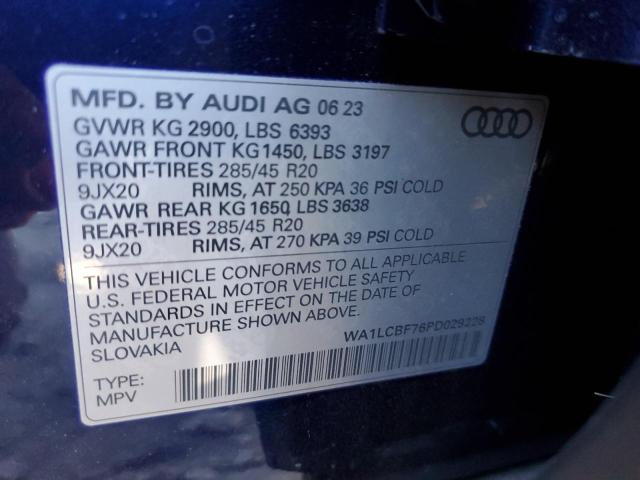 MFD. BY AUDI AG 06 23
GVWR KG 2900, LBS 6393
GAWR FRONT KG 1450, LBS 3197
FRONT-TIRES 285/45 R20
9JX20 RIMS, AT 250 KPA 36 PSI COLD
GAWR REAR KG 1650, LBS 3638
REAR-TIRES 285/45 R20
9JX20 RIMS, AT 270 KPA 39 PSI COLD
THIS VEHICLE CONFORMS TO ALL APPLICABLE
U.S. FEDERAL MOTOR VEHICLE SAFETY
STANDARDS IN EFFECT ON THE DATE OF
MANUFACTURE SHOWN ABOVE.
SLOVAKIA
WA1LCBF76PD029228
TYPE:
MPV